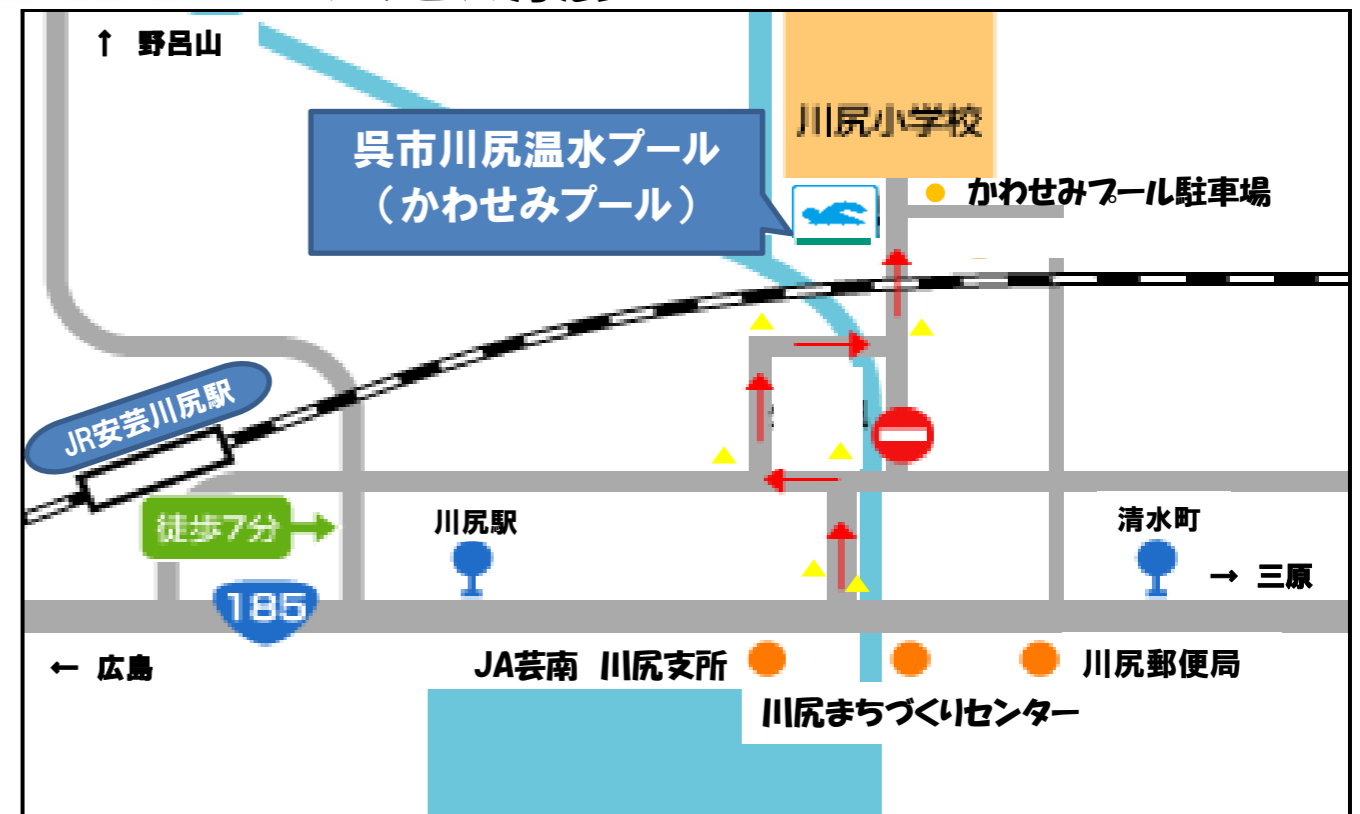 ↑ 野呂山
川尻小学校
呉市川尻温水プール
（かわせみプール）
かわせみプール駐車場
JR安芸川尻駅
徒歩7分
川尻駅
清水町
→ 三原
185
← 広島
JA芸南 川尻支所
川尻郵便局
川尻まちづくりセンター